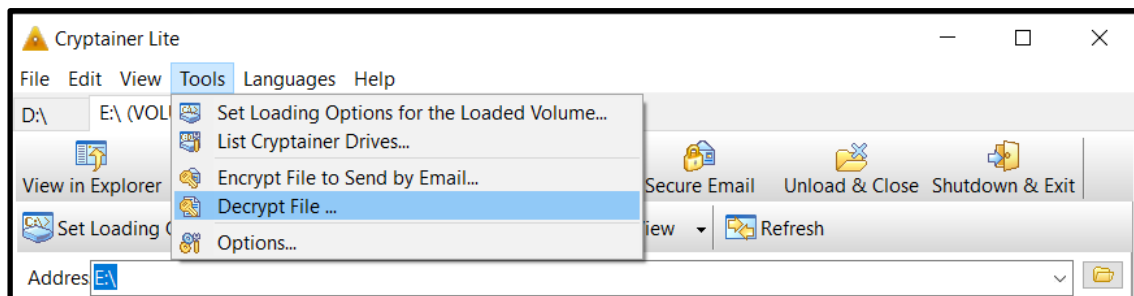 Cryptainer Lite
File Edit View Tools Languages Help
D:\ E:\ (VOL
Set Loading Options for the Loaded Volume...
List Cryptainer Drives...
View in Explorer Encrypt File to Send by Email... Secure Email Unload & Close Shutdown & Exit
Decrypt File ...
Set Loading Options... iew Refresh
Addres E:\